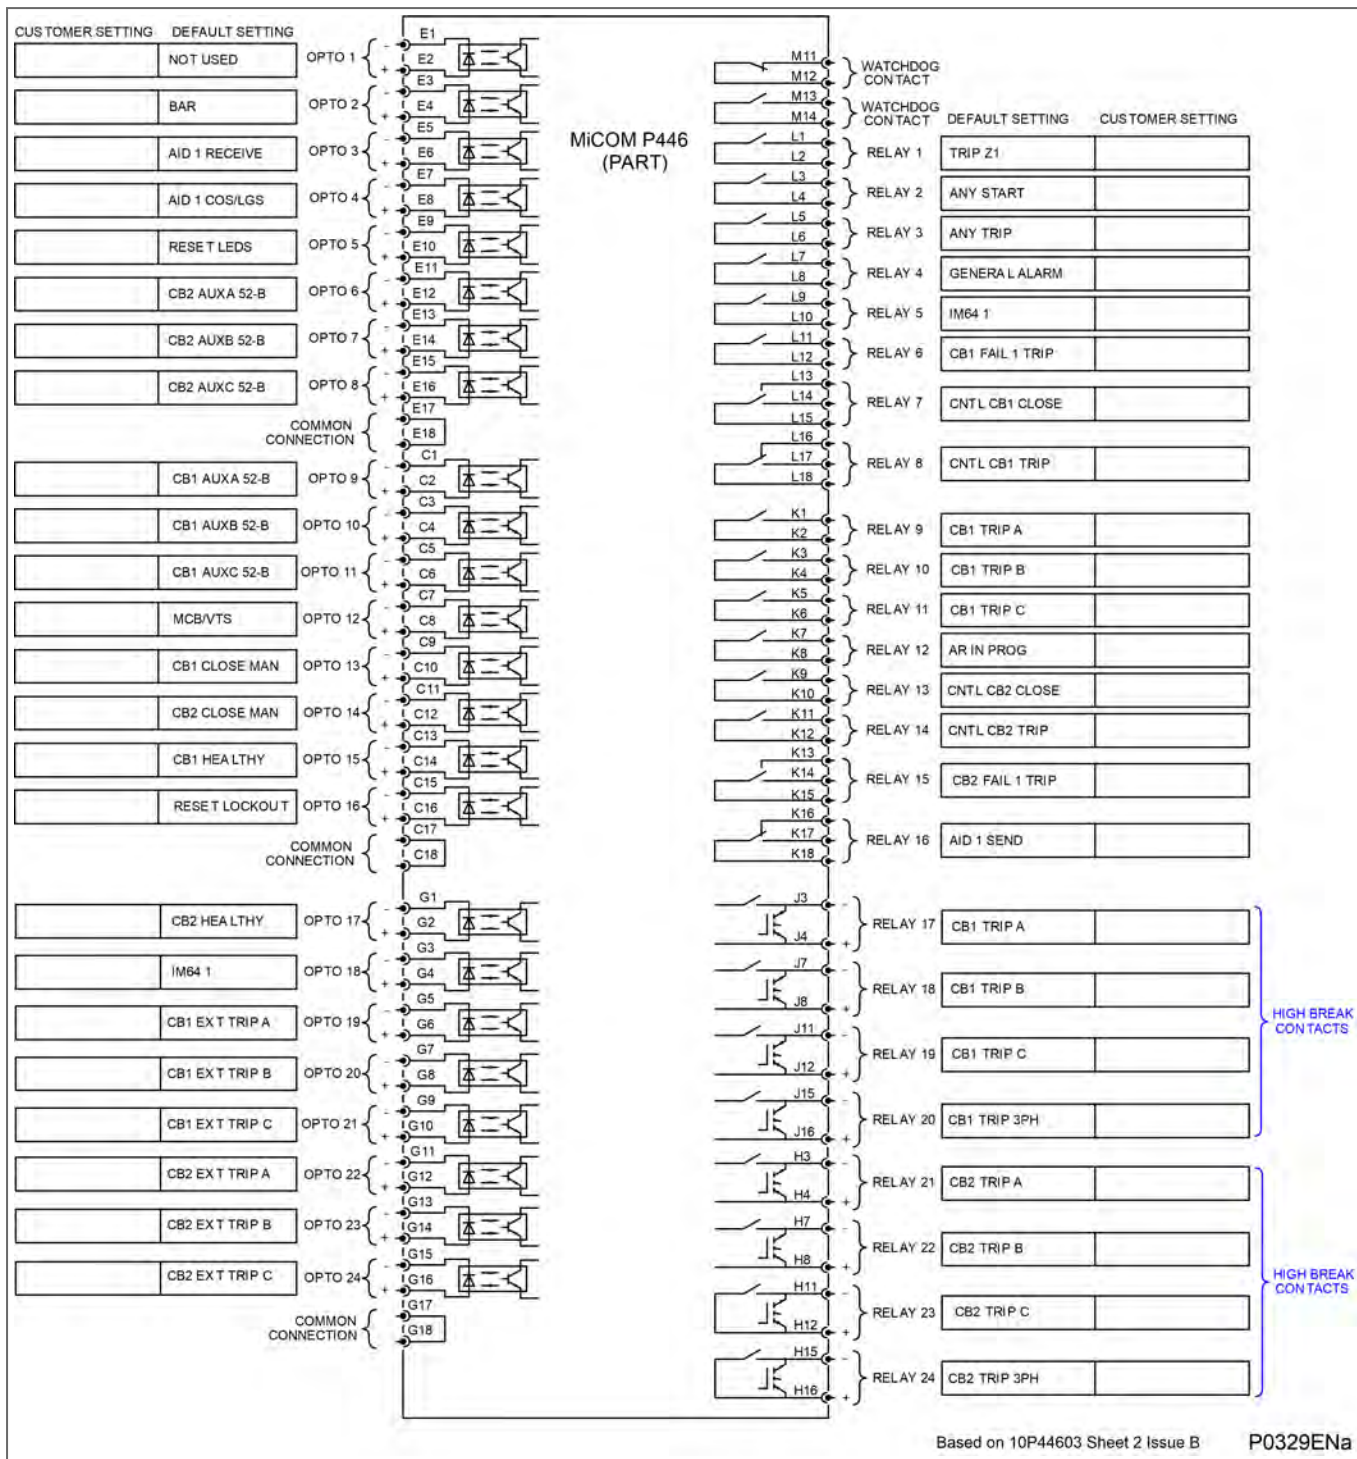 CUSTOMER SETTING DEFAULT SETTING
NOT USED OPTO 1 - + E1 E2
BAR OPTO 2 - + E3 E4
AID 1 RECEIVE OPTO 3 - + E5 E6
AID 1 COS/LGS OPTO 4 - + E7 E8
RESET LEDS OPTO 5 - + E9 E10
CB2 AUXA 52-B OPTO 6 - + E11 E12
CB2 AUXB 52-B OPTO 7 - + E13 E14
CB2 AUXC 52-B OPTO 8 - + E15 E16
COMMON
CONNECTION
E17
E18
CB1 AUXA 52-B OPTO 9 - + C1 C2
CB1 AUXB 52-B OPTO 10 - + C3 C4
CB1 AUXC 52-B OPTO 11 - + C5 C6
MCB/VTS OPTO 12 - + C7 C8
CB1 CLOSE MAN OPTO 13 - + C9 C10
CB2 CLOSE MAN OPTO 14 - + C11 C12
CB1 HEALTHY OPTO 15 - + C13 C14
RESET LOCKOUT OPTO 16 - + C15 C16
COMMON
CONNECTION
C17
C18
CB2 HEALTHY OPTO 17 - + G1 G2
IM64 1 OPTO 18 - + G3 G4
CB1 EXT TRIP A OPTO 19 - + G5 G6
CB1 EXT TRIP B OPTO 20 - + G7 G8
CB1 EXT TRIP C OPTO 21 - + G9 G10
CB2 EXT TRIP A OPTO 22 - + G11 G12
CB2 EXT TRIP B OPTO 23 - + G13 G14
CB2 EXT TRIP C OPTO 24 - + G15 G16
COMMON
CONNECTION
G17
G18
MiCOM P446
(PART)
M11
M12
WATCHDOG
CONTACT
M13
M14
WATCHDOG
CONTACT
DEFAULT SETTING CUSTOMER SETTING
L1 L2 RELAY 1 TRIP Z1
L3 L4 RELAY 2 ANY START
L5 L6 RELAY 3 ANY TRIP
L7 L8 RELAY 4 GENERAL ALARM
L9 L10 RELAY 5 IM64 1
L11 L12 RELAY 6 CB1 FAIL 1 TRIP
L13 L14 L15 RELAY 7 CNTL CB1 CLOSE
L16 L17 L18 RELAY 8 CNTL CB1 TRIP
K1 K2 RELAY 9 CB1 TRIP A
K3 K4 RELAY 10 CB1 TRIP B
K5 K6 RELAY 11 CB1 TRIP C
K7 K8 RELAY 12 AR IN PROG
K9 K10 RELAY 13 CNTL CB2 CLOSE
K11 K12 RELAY 14 CNTL CB2 TRIP
K13 K14 K15 RELAY 15 CB2 FAIL 1 TRIP
K16 K17 K18 RELAY 16 AID 1 SEND
J3 J4 - + RELAY 17 CB1 TRIP A
J7 J8 - + RELAY 18 CB1 TRIP B
J11 J12 - + RELAY 19 CB1 TRIP C
J15 J16 - + RELAY 20 CB1 TRIP 3PH
HIGH BREAK
CONTACTS
H3 H4 - + RELAY 21 CB2 TRIP A
H7 H8 - + RELAY 22 CB2 TRIP B
H11 H12 - + RELAY 23 CB2 TRIP C
H15 H16 - + RELAY 24 CB2 TRIP 3PH
HIGH BREAK
CONTACTS
Based on 10P44603 Sheet 2 Issue B P0329ENa